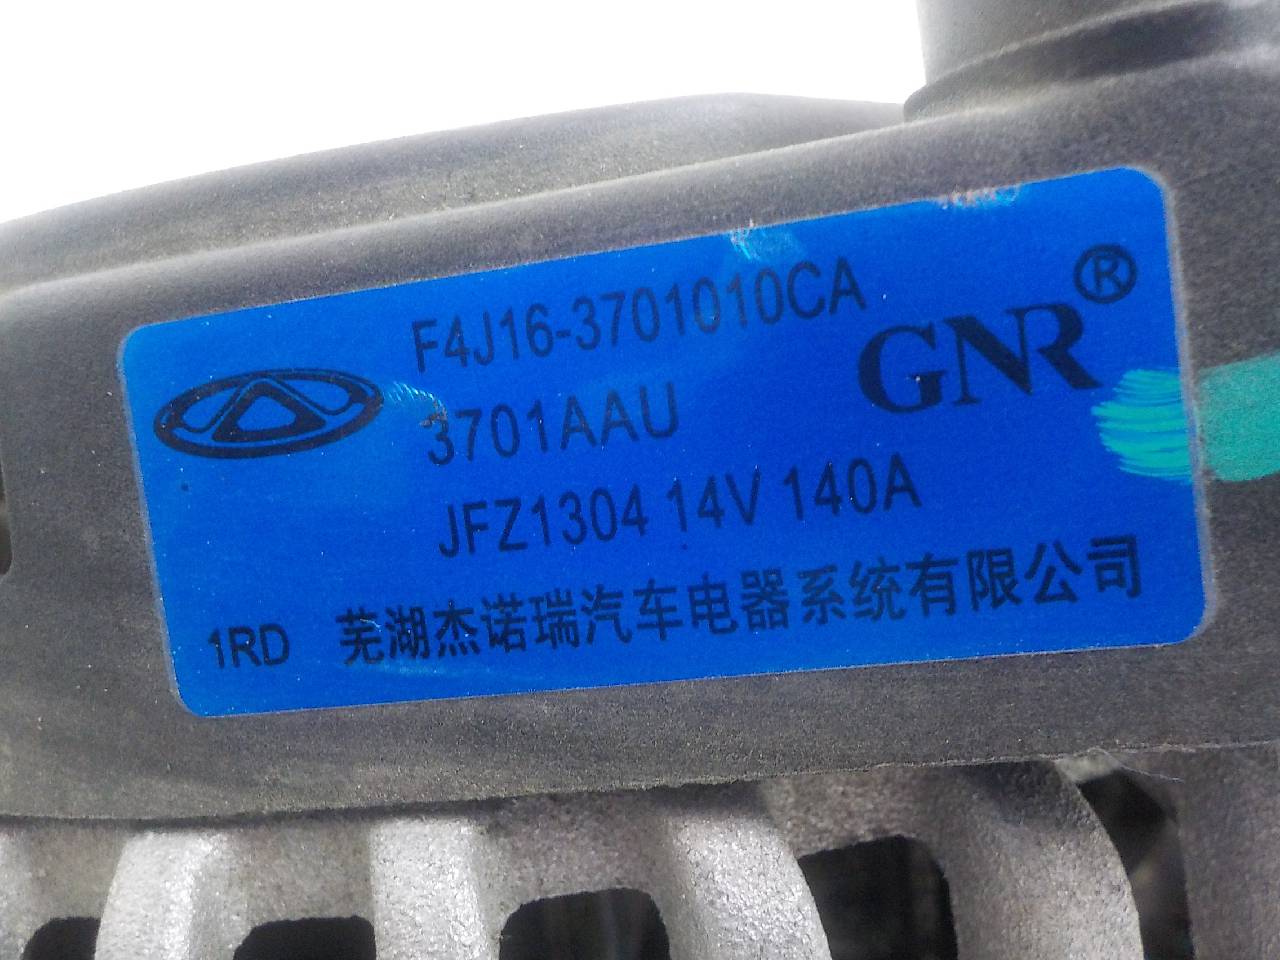 F4J16-3701010CA
GNR®
3701AAU
JFZ1304 14V 140A
1RD 芜湖杰诺瑞汽车电器系统有限公司